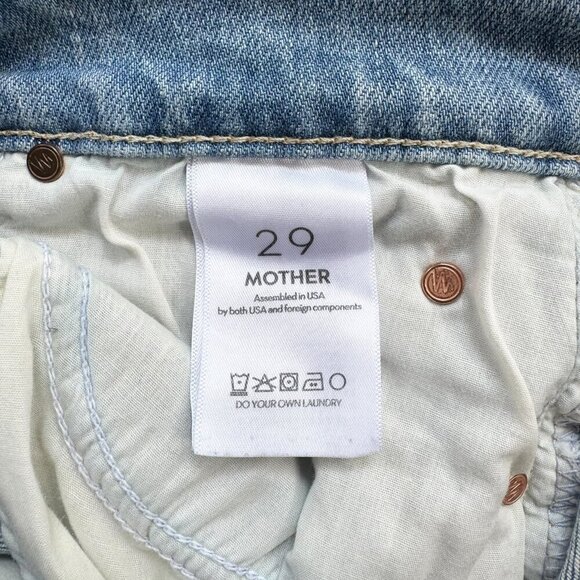 29
MOTHER
Assembled in USA
by both USA and foreign components
DO YOUR OWN LAUNDRY